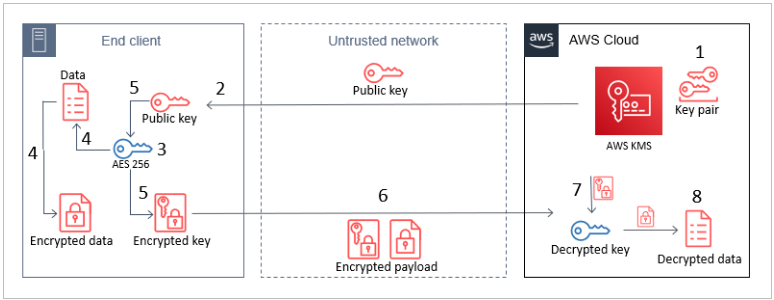 End client
Untrusted network
aws
AWS Cloud
Data
5
Public key
2
Public key
1
Key pair
AWS KMS
4
4
AES 256
3
5
6
7
8
Encrypted data
Encrypted key
Encrypted payload
Decrypted key
Decrypted data